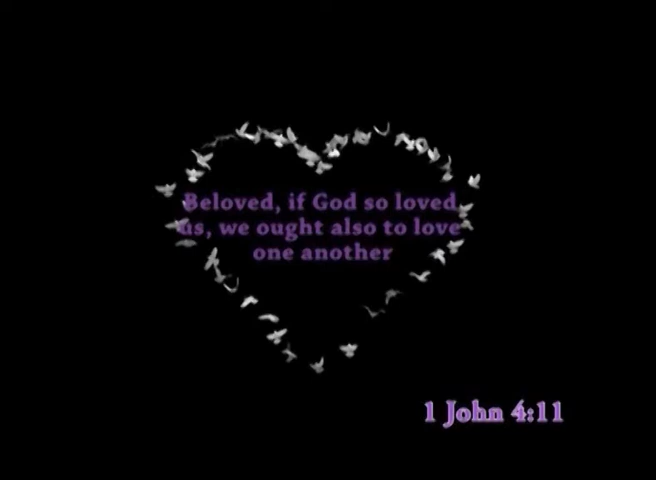 Beloved, if God so loved
us, we ought also to love
one another
1 John 4:11